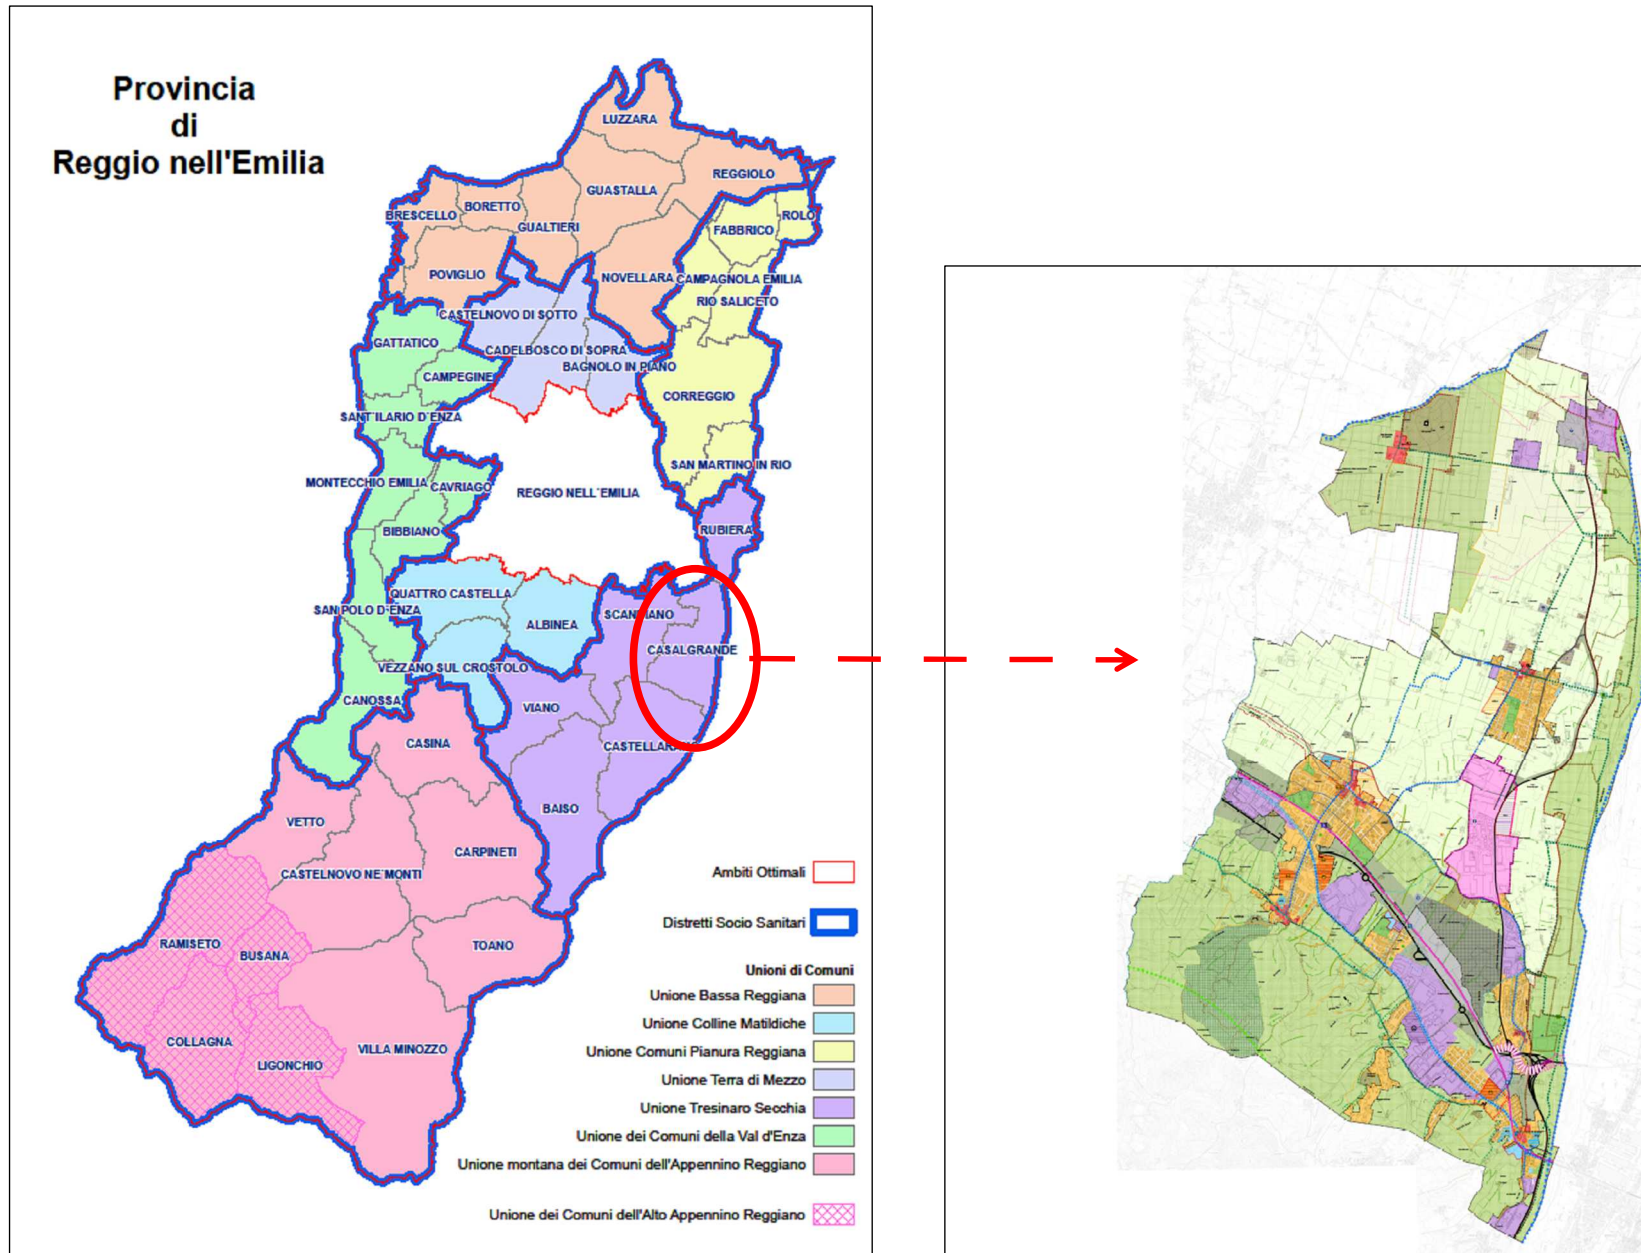 Provincia
di
Reggio nell'Emilia
LUZZARA
REGGIOLO
GUASTALLA
BORETTO
BRESCELLO
ROLO
GUALTIERI
FABBRICO
POVIGLIO
NOVELLARA
CAMPAGNOLA EMILIA
RIO SALICETO
CASTELNOVO DI SOTTO
GATTATICO
CADELBOSCO DI SOPRA
BAGNOLO IN PIANO
CAMPEGINE
CORREGGIO
SANT'ILARIO D'ENZA
SAN MARTINO IN RIO
MONTECCHIO EMILIA
CAVRIAGO
REGGIO NELL'EMILIA
BIBBIANO
RUBIERA
QUATTRO CASTELLA
SAN POLO D'ENZA
SCANDIANO
ALBINEA
CASALGRANDE
VEZZANO SUL CROSTOLO
CANOSSA
VIANO
CASINA
CASTELLARANO
BAISO
VETTO
CARPINETI
CASTELNOVO NE'MONTI
RAMISETO
BUSANA
TOANO
COLLAGNA
VILLA MINOZZO
LIGONCHIO
Ambiti Ottimali
Distretti Socio Sanitari
Unioni di Comuni
Unione Bassa Reggiana
Unione Colline Matildiche
Unione Comuni Pianura Reggiana
Unione Terra di Mezzo
Unione Tresinaro Secchia
Unione dei Comuni della Val d'Enza
Unione montana dei Comuni dell'Appennino Reggiano
Unione dei Comuni dell'Alto Appennino Reggiano